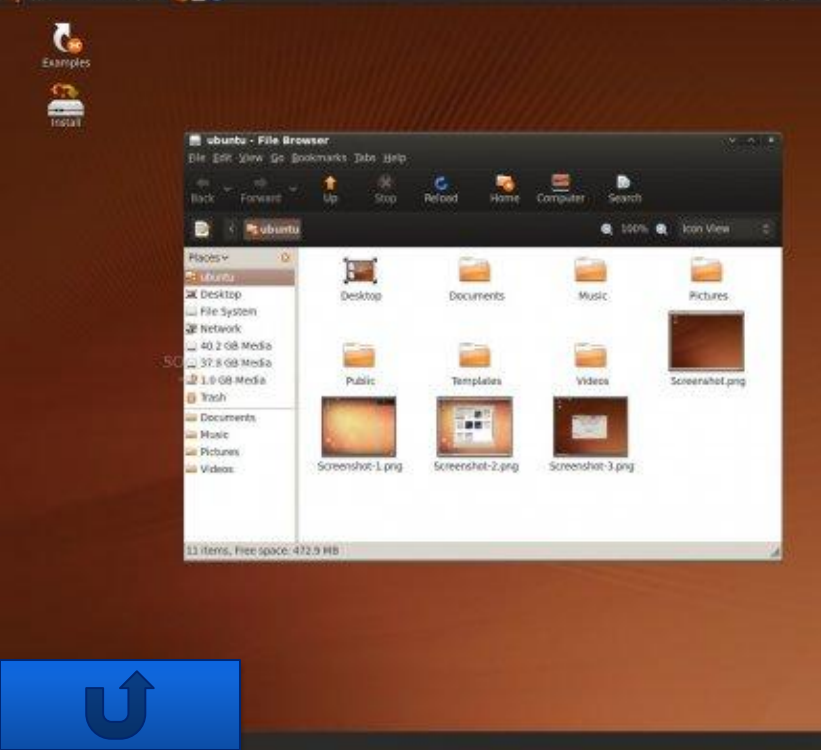 Examples
Install
ubuntu - File Browser
File Edit View Go Bookmarks Tabs Help
Back Forward Up Stop Reload Home Computer Search
ubuntu 100% Icon View
Places
ubuntu
Desktop
File System
Network
40.2 GB Media
37.8 GB Media
1.0 GB Media
Trash
Documents
Music
Pictures
Videos
Desktop Documents Music Pictures
Public Templates Videos Screenshot.png
Screenshot-1.png Screenshot-2.png Screenshot-3.png
11 items, Free space: 472.9 MB